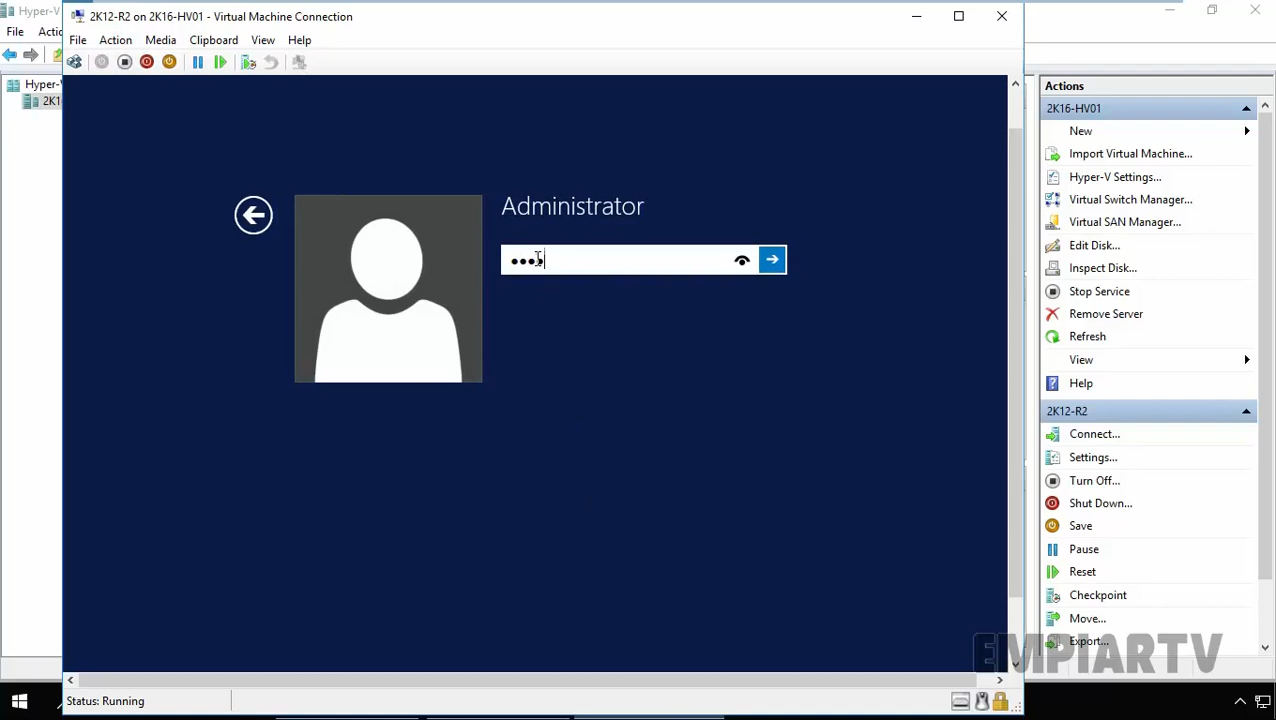 Hyper-V
2K12-R2 on 2K16-HV01 - Virtual Machine Connection
File
Actio
File Action Media Clipboard View Help
Hyper-V
2K1
Administrator
Status: Running
Actions
2K16-HV01
New
Import Virtual Machine...
Hyper-V Settings...
Virtual Switch Manager...
Virtual SAN Manager...
Edit Disk...
Inspect Disk...
Stop Service
Remove Server
Refresh
View
Help
2K12-R2
Connect...
Settings...
Turn Off...
Shut Down...
Save
Pause
Reset
Checkpoint
Move...
Export...
EMPIARTV